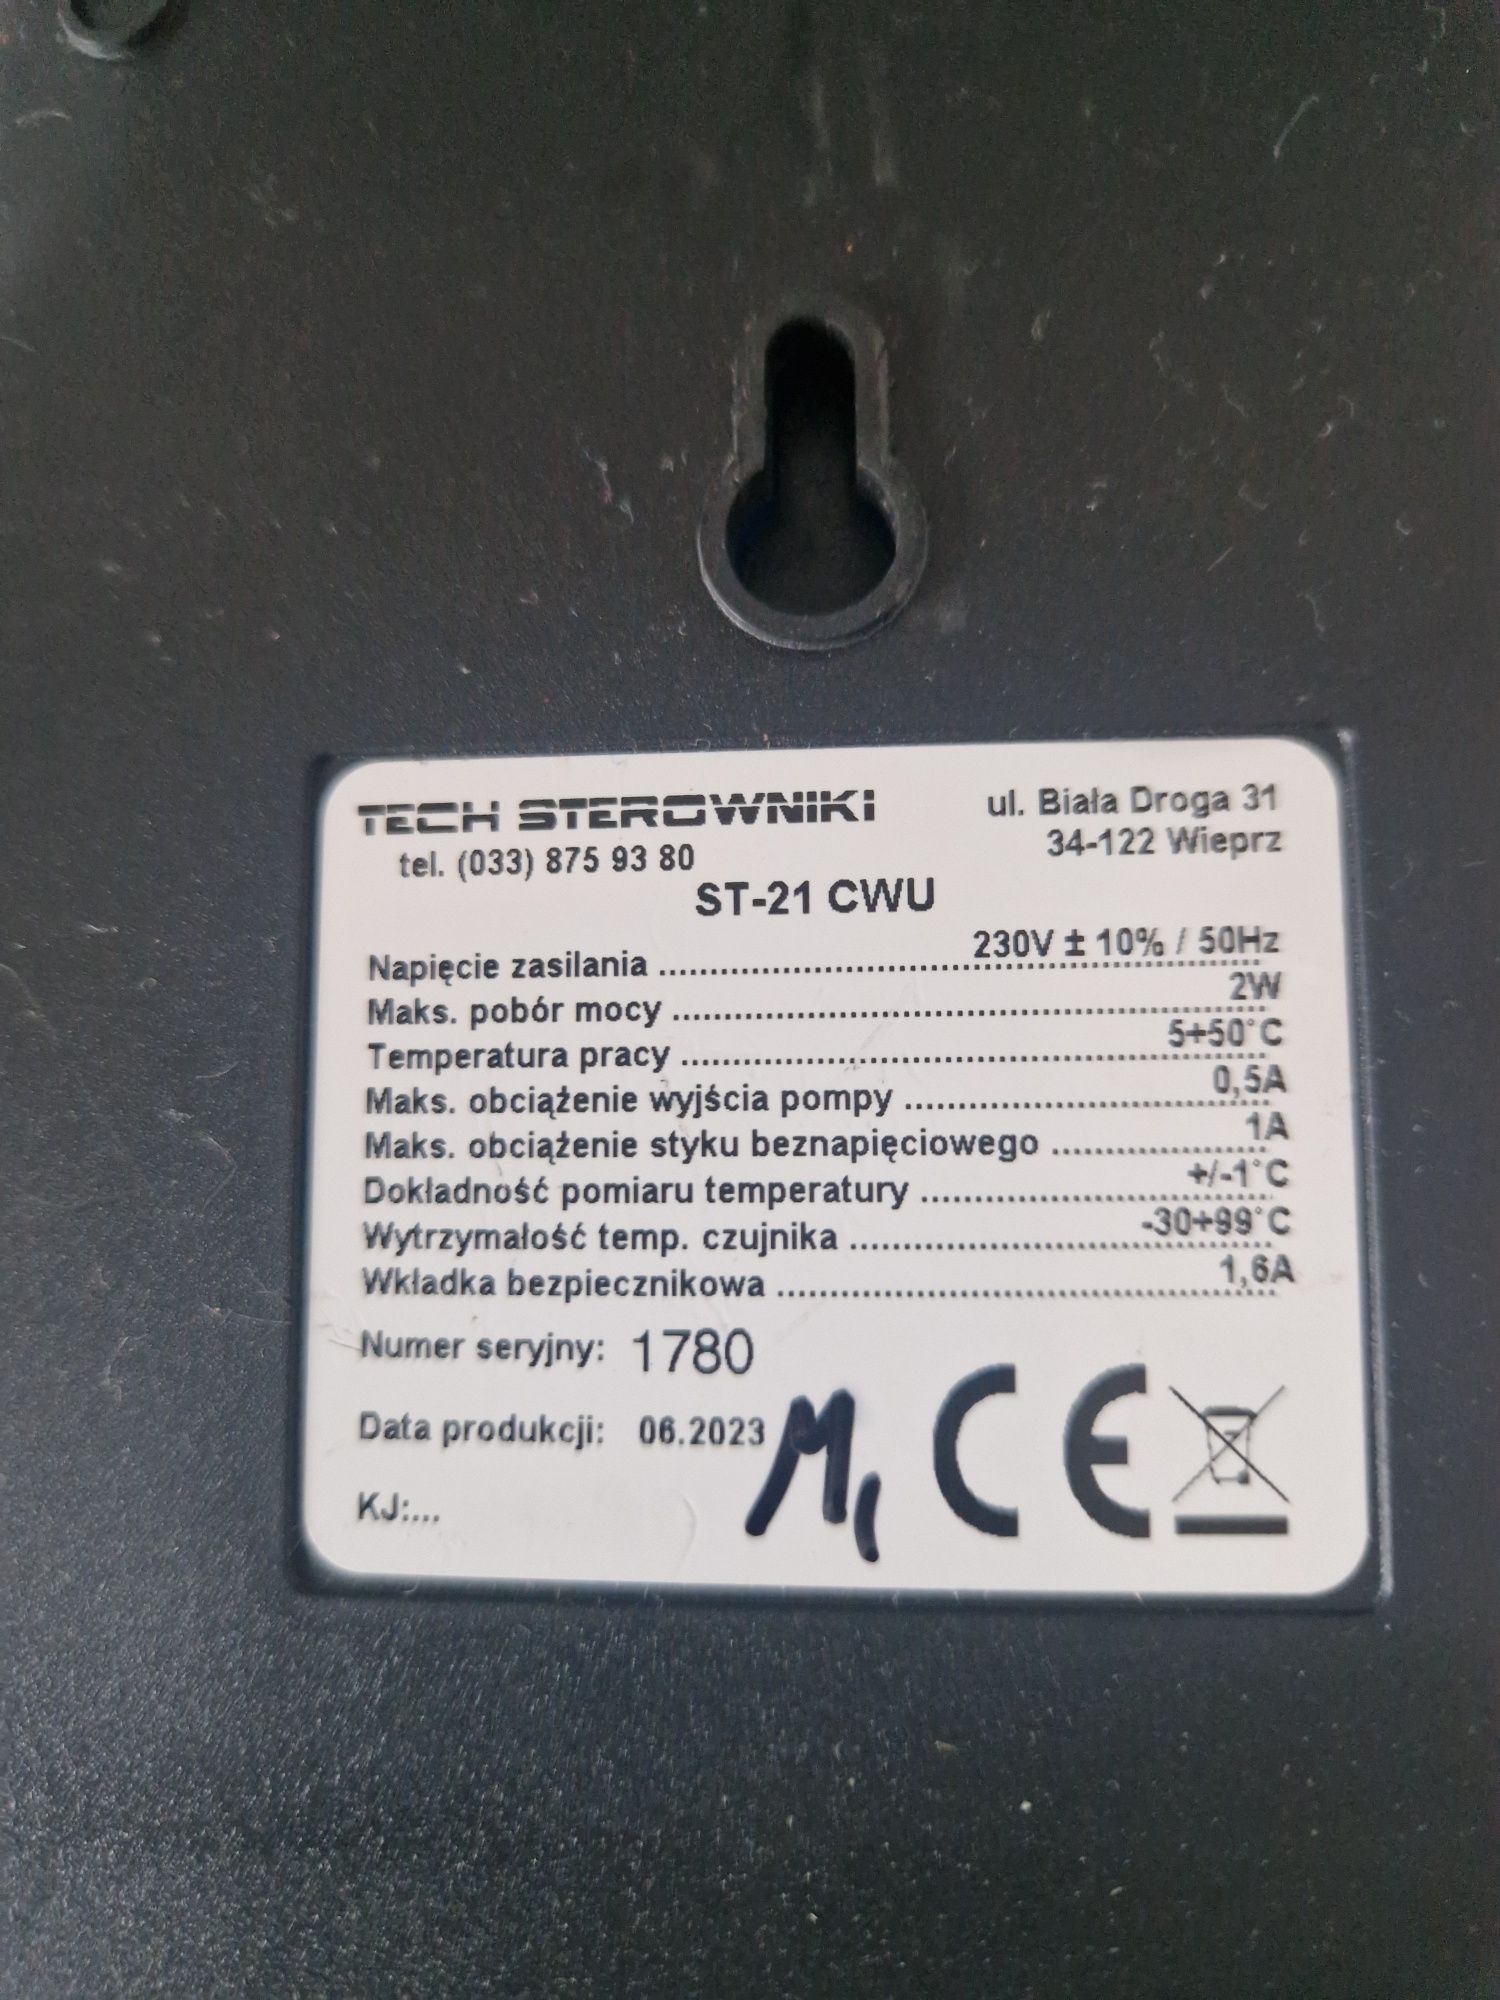 TECH STEROWNIKI
ul. Biała Droga 31
34-122 Wieprz
tel. (033) 875 93 80
ST-21 CWU
Napięcie zasilania ........ 230V ± 10% / 50Hz
Maks. pobór mocy ........ 2W
Temperatura pracy ........ 5÷50°C
Maks. obciążenie wyjścia pompy ........ 0,5A
Maks. obciążenie styku beznapięciowego ........ 1A
Dokładność pomiaru temperatury ........ +/-1°C
Wytrzymałość temp. czujnika ........ -30÷99°C
Wkładka bezpiecznikowa ........ 1,6A
Numer seryjny: 1780
Data produkcji: 06.2023
KJ:...
CE